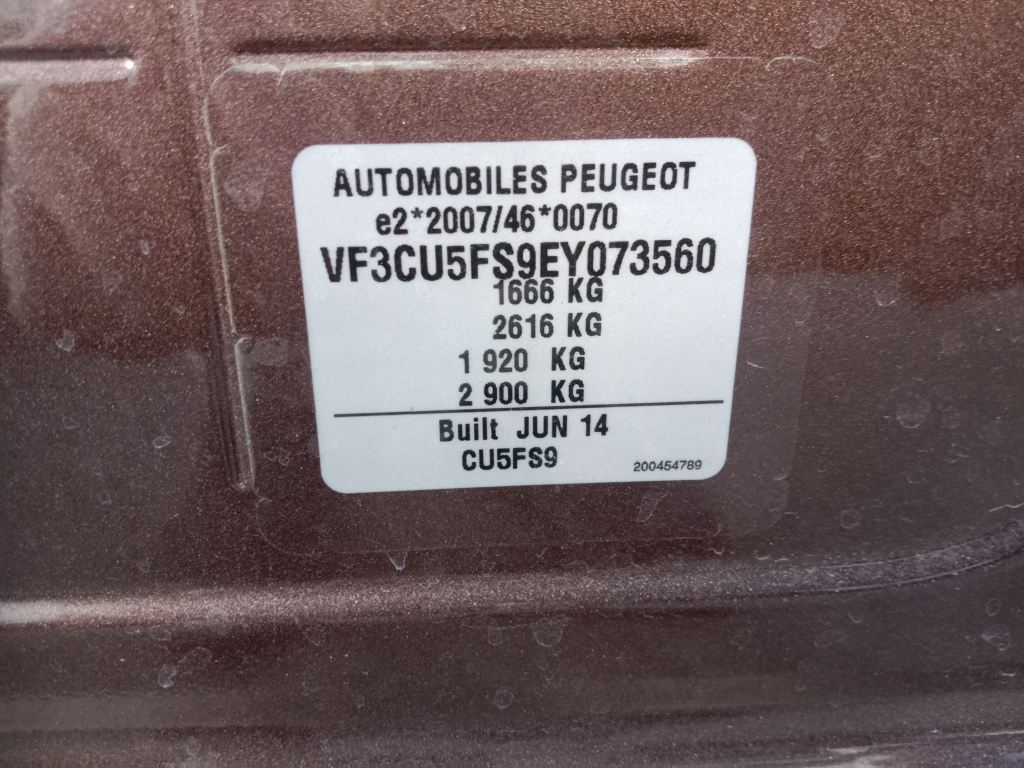 AUTOMOBILES PEUGEOT
e2*2007/46*0070
VF3CU5FS9EY073560
1666 KG
2616 KG
1 920 KG
2 900 KG
Built JUN 14
CU5FS9
200454789